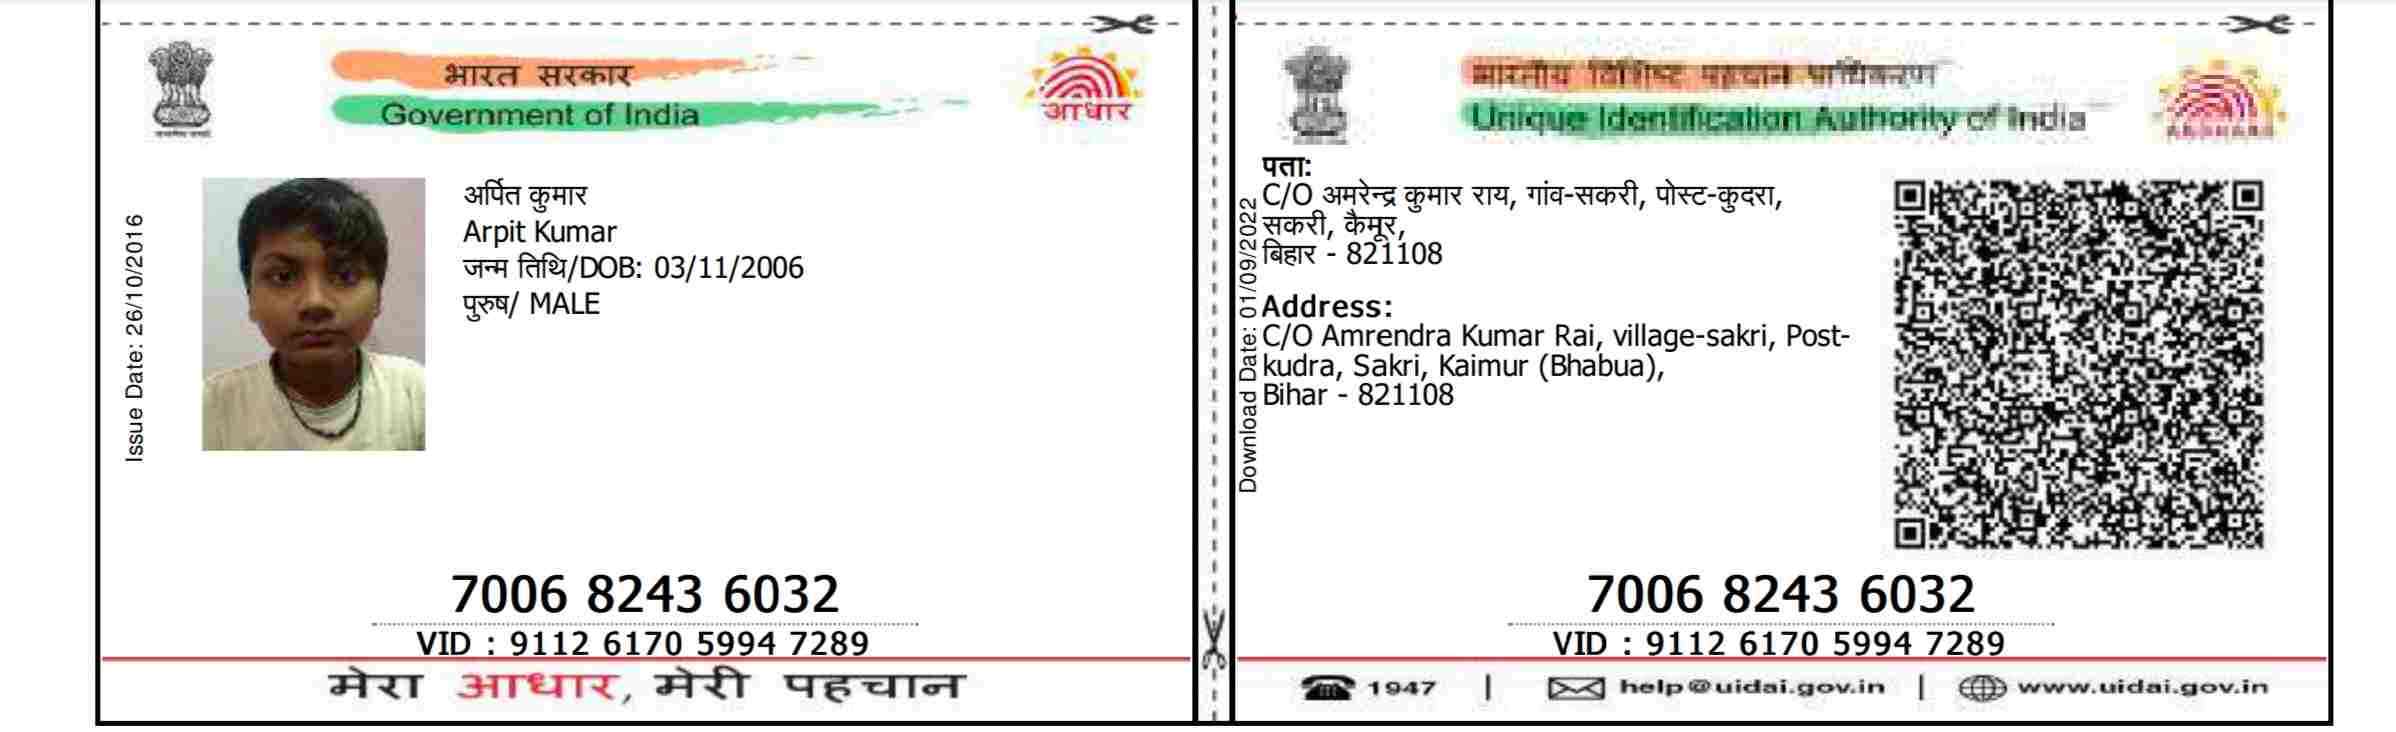 भारत सरकार
Government of India
आधार
Issue Date: 26/10/2016
अर्पित कुमार
Arpit Kumar
जन्म तिथि/DOB: 03/11/2006
पुरुष/ MALE
7006 8243 6032
VID : 9112 6170 5994 7289
मेरा आधार, मेरी पहचान
भारतीय विशिष्ट पहचान प्राधिकरण
Unique Identification Authority of India
AADHAAR
Download Date: 01/09/2022
पता:
C/O अमरेन्द्र कुमार राय, गांव-सकरी, पोस्ट-कुदरा,
सकरी, कैमूर,
बिहार - 821108
Address:
C/O Amrendra Kumar Rai, village-sakri, Post-
kudra, Sakri, Kaimur (Bhabua),
Bihar - 821108
7006 8243 6032
VID : 9112 6170 5994 7289
1947 | help@uidai.gov.in | www.uidai.gov.in